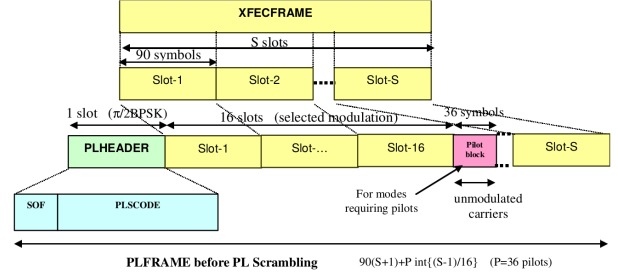 XFECFRAME
S slots
90 symbols
Slot-1 Slot-2 Slot-S
1 slot (π/2BPSK) 16 slots (selected modulation) 36 symbols
PLHEADER Slot-1 Slot-... Slot-16 Pilot block Slot-S
For modes requiring pilots
unmodulated carriers
SOF PLSCODE
PLFRAME before PL Scrambling 90(S+1)+P int{(S-1)/16} (P=36 pilots)